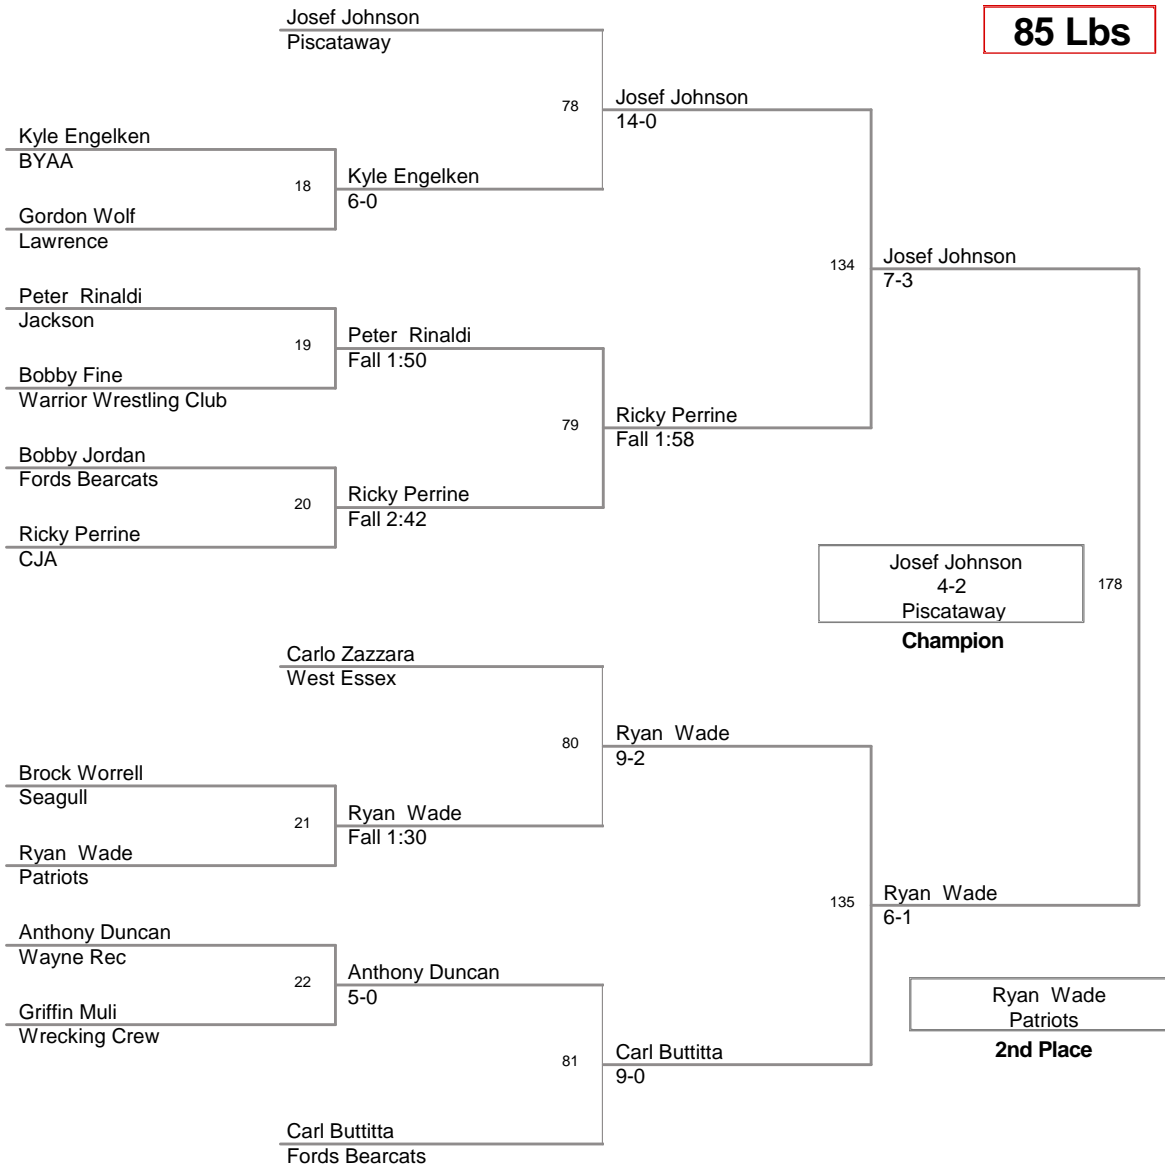 Josef Johnson
Piscataway
85 Lbs
78
Josef Johnson
14-0
Kyle Engelken
BYAA
18
Kyle Engelken
6-0
Gordon Wolf
Lawrence
134
Josef Johnson
7-3
Peter  Rinaldi
Jackson
19
Peter  Rinaldi
Fall 1:50
Bobby Fine
Warrior Wrestling Club
79
Ricky Perrine
Fall 1:58
Bobby Jordan
Fords Bearcats
20
Ricky Perrine
Fall 2:42
Ricky Perrine
CJA
Josef Johnson
4-2
Piscataway
178
Champion
Carlo Zazzara
West Essex
80
Ryan  Wade
9-2
Brock Worrell
Seagull
21
Ryan  Wade
Fall 1:30
Ryan  Wade
Patriots
135
Ryan  Wade
6-1
Anthony Duncan
Wayne Rec
22
Anthony Duncan
5-0
Griffin Muli
Wrecking Crew
Ryan  Wade
Patriots
2nd Place
81
Carl Buttitta
9-0
Carl Buttitta
Fords Bearcats